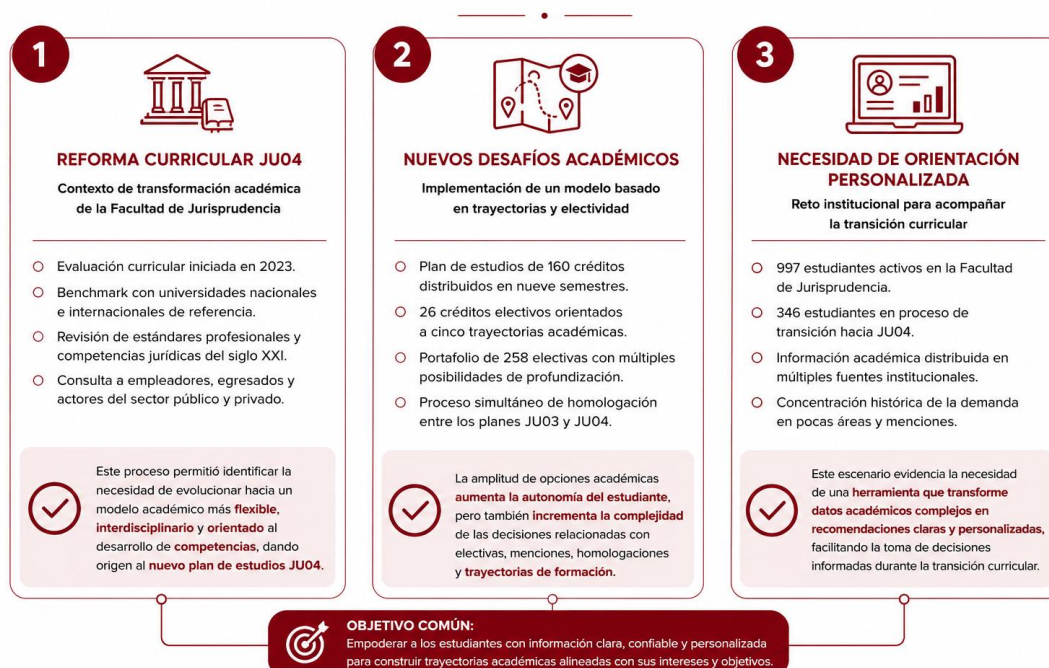 1
REFORMA CURRICULAR JU04
Contexto de transformación académica
de la Facultad de Jurisprudencia
Evaluación curricular iniciada en 2023.
Benchmark con universidades nacionales
e internacionales de referencia.
Revisión de estándares profesionales y
competencias jurídicas del siglo XXI.
Consulta a empleadores, egresados y
actores del sector público y privado.
Este proceso permitió identificar la
necesidad de evolucionar hacia un
modelo académico más flexible,
interdisciplinario y orientado al
desarrollo de competencias, dando
origen al nuevo plan de estudios JU04.
2
NUEVOS DESAFÍOS ACADÉMICOS
Implementación de un modelo basado
en trayectorias y electividad
Plan de estudios de 160 créditos
distribuidos en nueve semestres.
26 créditos electivos orientados
a cinco trayectorias académicas.
Portafolio de 258 electivas con múltiples
posibilidades de profundización.
Proceso simultáneo de homologación
entre los planes JU03 y JU04.
La amplitud de opciones académicas
aumenta la autonomía del estudiante,
pero también incrementa la complejidad
de las decisiones relacionadas con
electivas, menciones, homologaciones
y trayectorias de formación.
3
NECESIDAD DE ORIENTACIÓN
PERSONALIZADA
Reto institucional para acompañar
la transición curricular
997 estudiantes activos en la Facultad
de Jurisprudencia.
346 estudiantes en proceso de
transición hacia JU04.
Información académica distribuida en
múltiples fuentes institucionales.
Concentración histórica de la demanda
en pocas áreas y menciones.
Este escenario evidencia la necesidad
de una herramienta que transforme
datos académicos complejos en
recomendaciones claras y personalizadas,
facilitando la toma de decisiones
informadas durante la transición curricular.
OBJETIVO COMÚN:
Empoderar a los estudiantes con información clara, confiable y personalizada
para construir trayectorias académicas alineadas con sus intereses y objetivos.